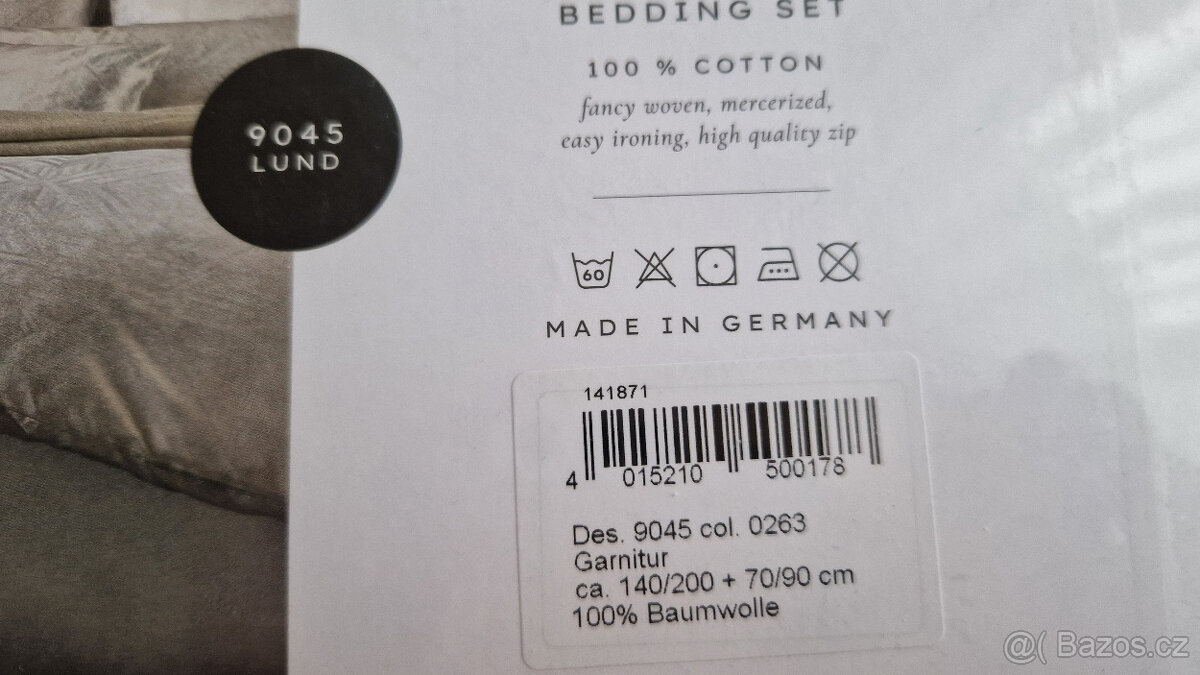 BEDDING SET
100 % COTTON
fancy woven, mercerized,
easy ironing, high quality zip
9045
LUND
60
MADE IN GERMANY
141871
4 015210 500178
Des. 9045 col. 0263
Garnitur
ca. 140/200 + 70/90 cm
100% Baumwolle
@( Bazos.cz